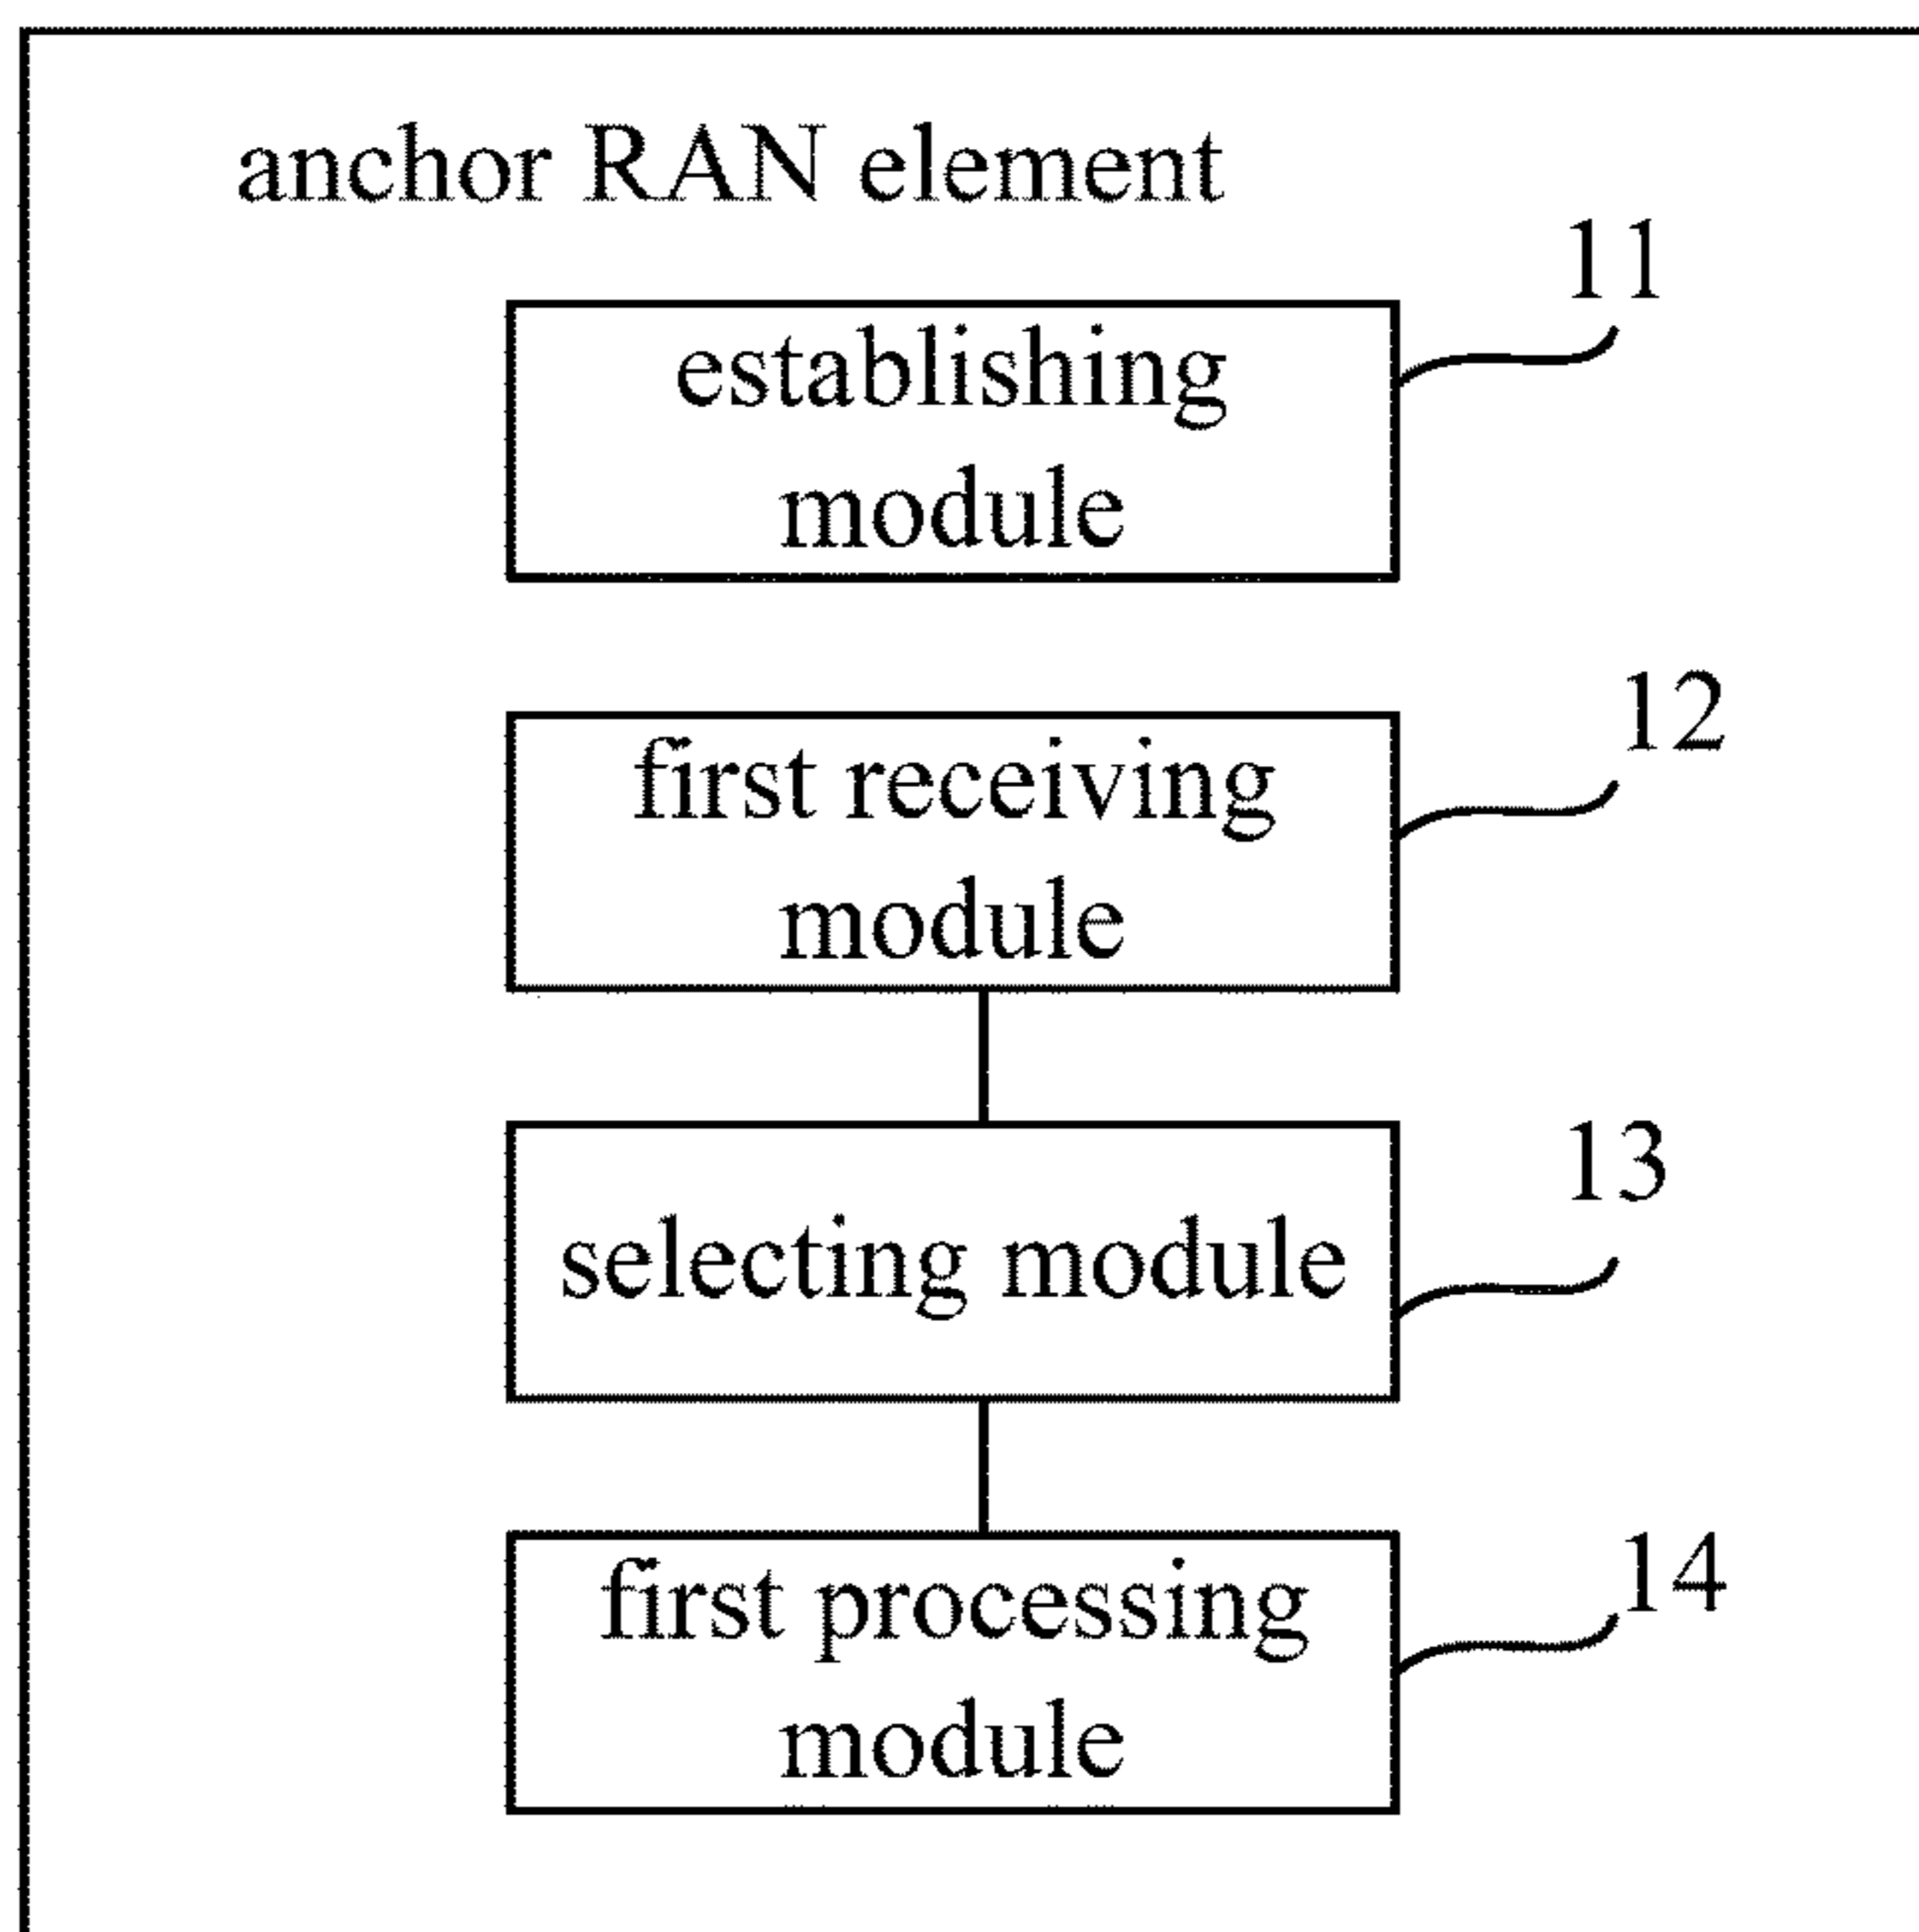 anchor RAN element
11
establishing
module
12
first receiving
module
13
selecting module
14
first processing
module